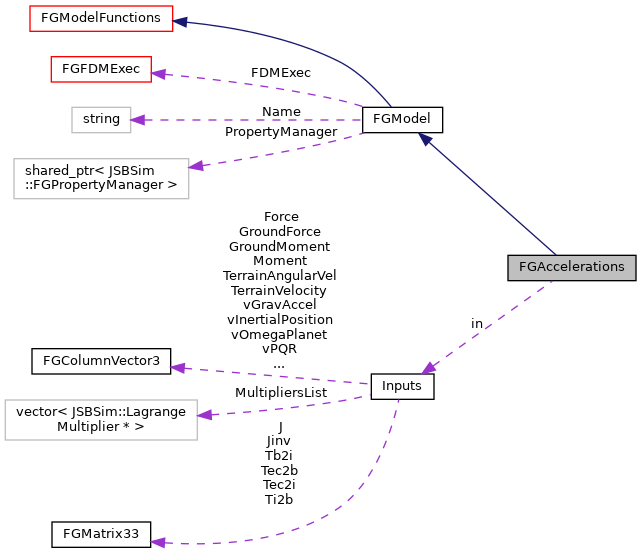 FGModelFunctions
FGFDMExec
FDMExec
string
Name
FGModel
PropertyManager
shared_ptr< JSBSim
::FGPropertyManager >
Force
GroundForce
GroundMoment
Moment
TerrainAngularVel
TerrainVelocity
vGravAccel
vInertialPosition
vOmegaPlanet
vPQR
...
FGAccelerations
in
FGColumnVector3
Inputs
MultipliersList
vector< JSBSim::Lagrange
Multiplier * >
J
Jinv
Tb2i
Tec2b
Tec2i
Ti2b
FGMatrix33